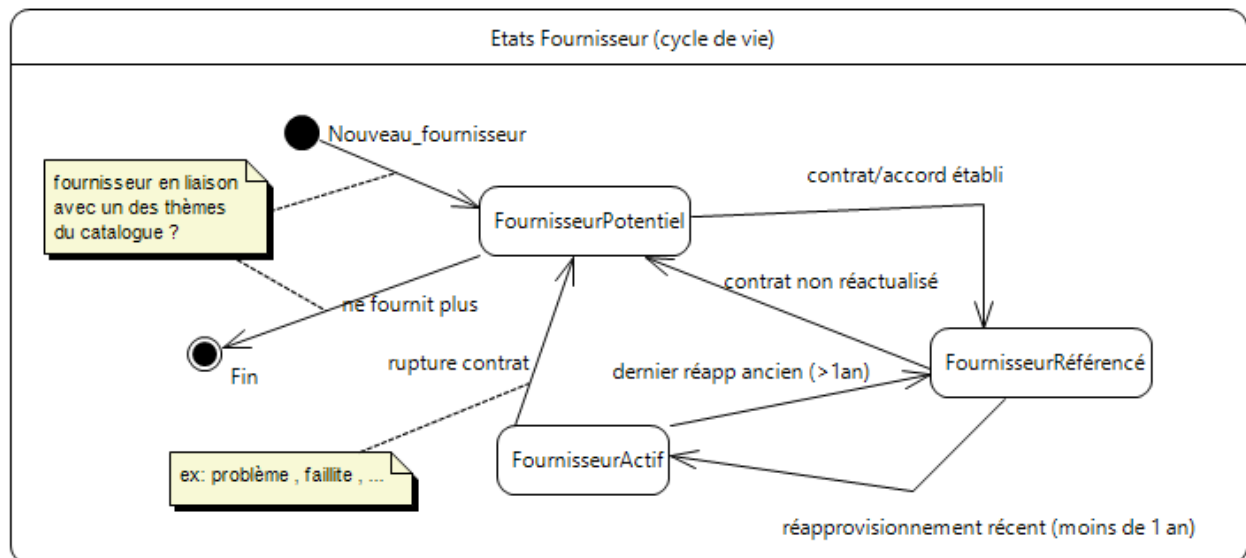 Etats Fournisseur (cycle de vie)
Nouveau_fournisseur
fournisseur en liaison
avec un des thèmes
du catalogue ?
contrat/accord établi
FournisseurPotentiel
contrat non réactualisé
ne fournit plus
Fin
rupture contrat
dernier réapp ancien (>1an)
FournisseurRéférencé
FournisseurActif
ex: problème , faillite , ...
réapprovisionnement récent (moins de 1 an)